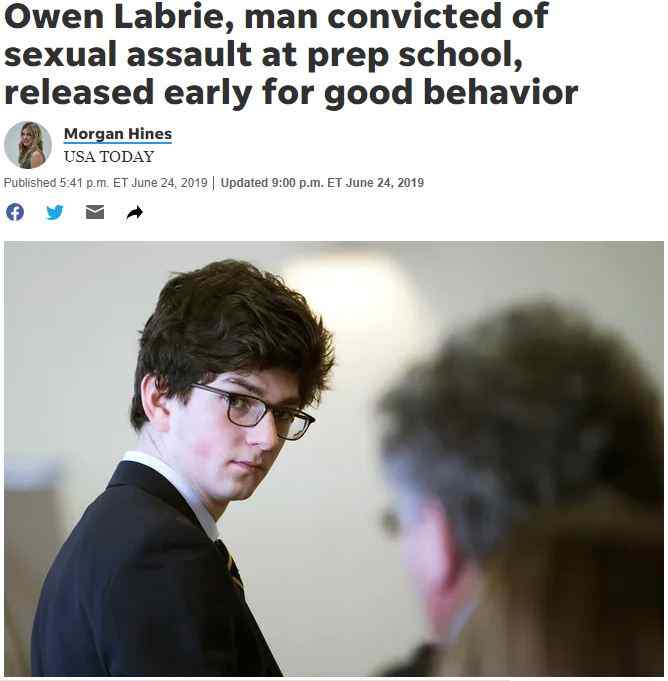 Owen Labrie, man convicted of
sexual assault at prep school,
released early for good behavior
Morgan Hines
USA TODAY
Published 5:41 p.m. ET June 24, 2019 | Updated 9:00 p.m. ET June 24, 2019